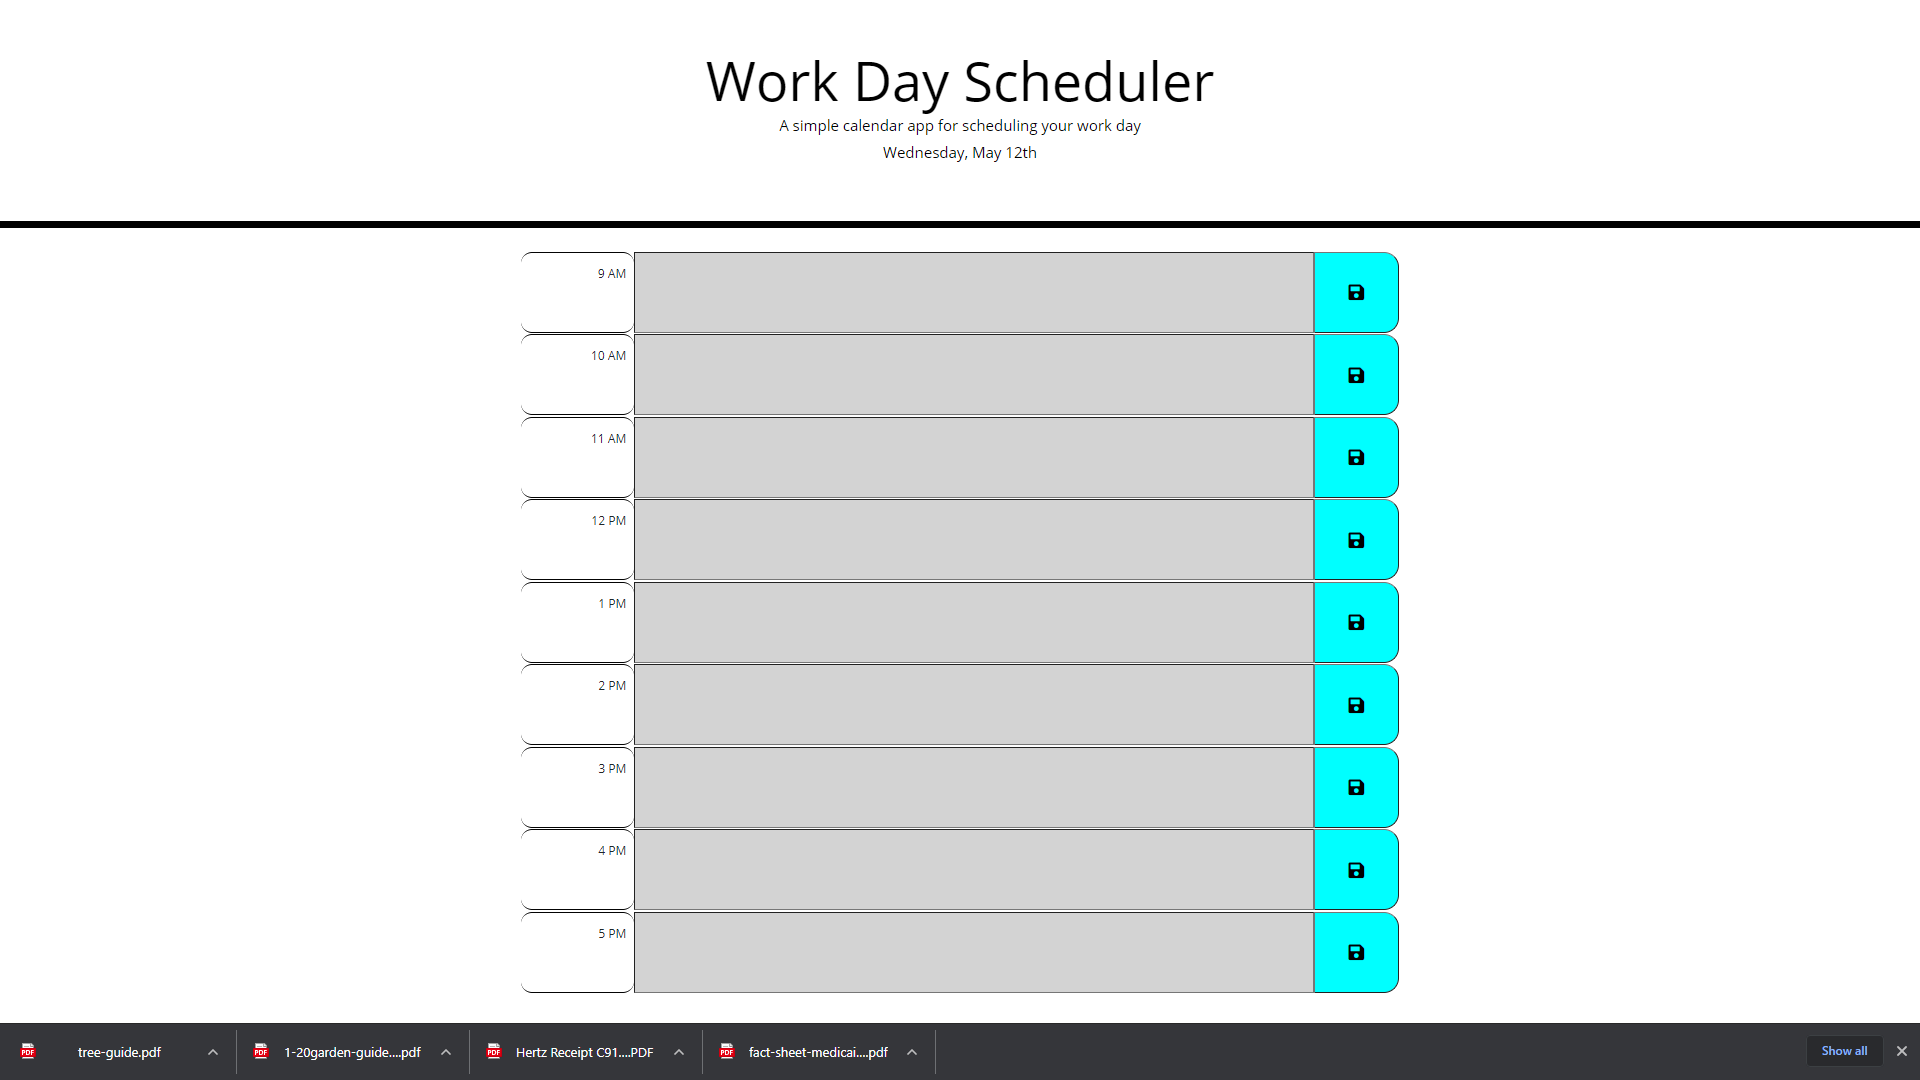 Work Day Scheduler
A simple calendar app for scheduling your work day
Wednesday, May 12th
9 AM
10 AM
11 AM
12 PM
1 PM
2 PM
3 PM
4 PM
5 PM
PDF tree-guide.pdf
PDF 1-20garden-guide....pdf
PDF Hertz Receipt C91....PDF
PDF fact-sheet-medicai....pdf
Show all